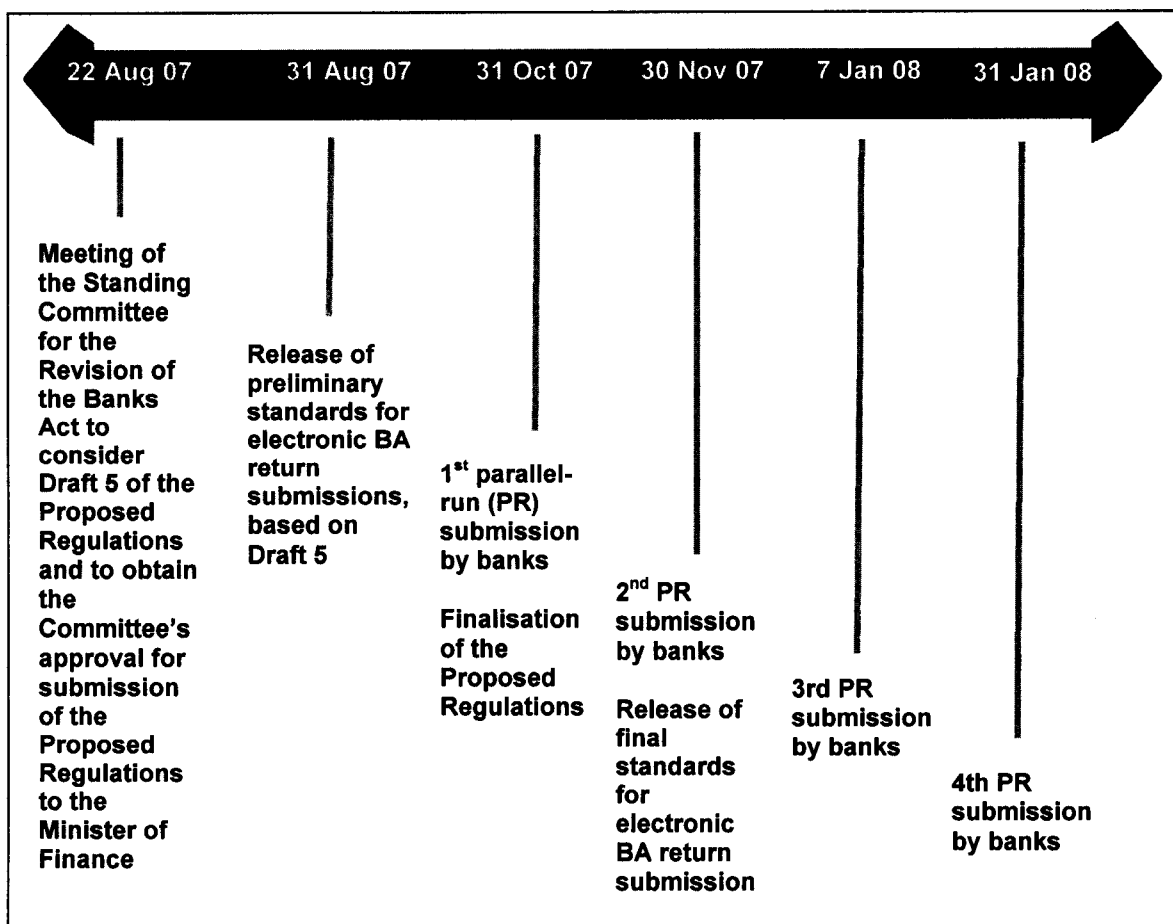 22 Aug 07
31 Aug 07
31 Oct 07
30 Nov 07
7 Jan 08
31 Jan 08
Meeting of
the Standing
Committee
for the
Revision of
the Banks
Act to
consider
Draft 5 of the
Proposed
Regulations
and to obtain
the
Committee's
approval for
submission
of the
Proposed
Regulations
to the
Minister of
Finance
Release of
preliminary
standards for
electronic BA
return
submissions,
based on
Draft 5
1st parallel-
run (PR)
submission
by banks
Finalisation
of the
Proposed
Regulations
2nd PR
submission
by banks
Release of
final
standards
for
electronic
BA return
submission
3rd PR
submission
by banks
4th PR
submission
by banks